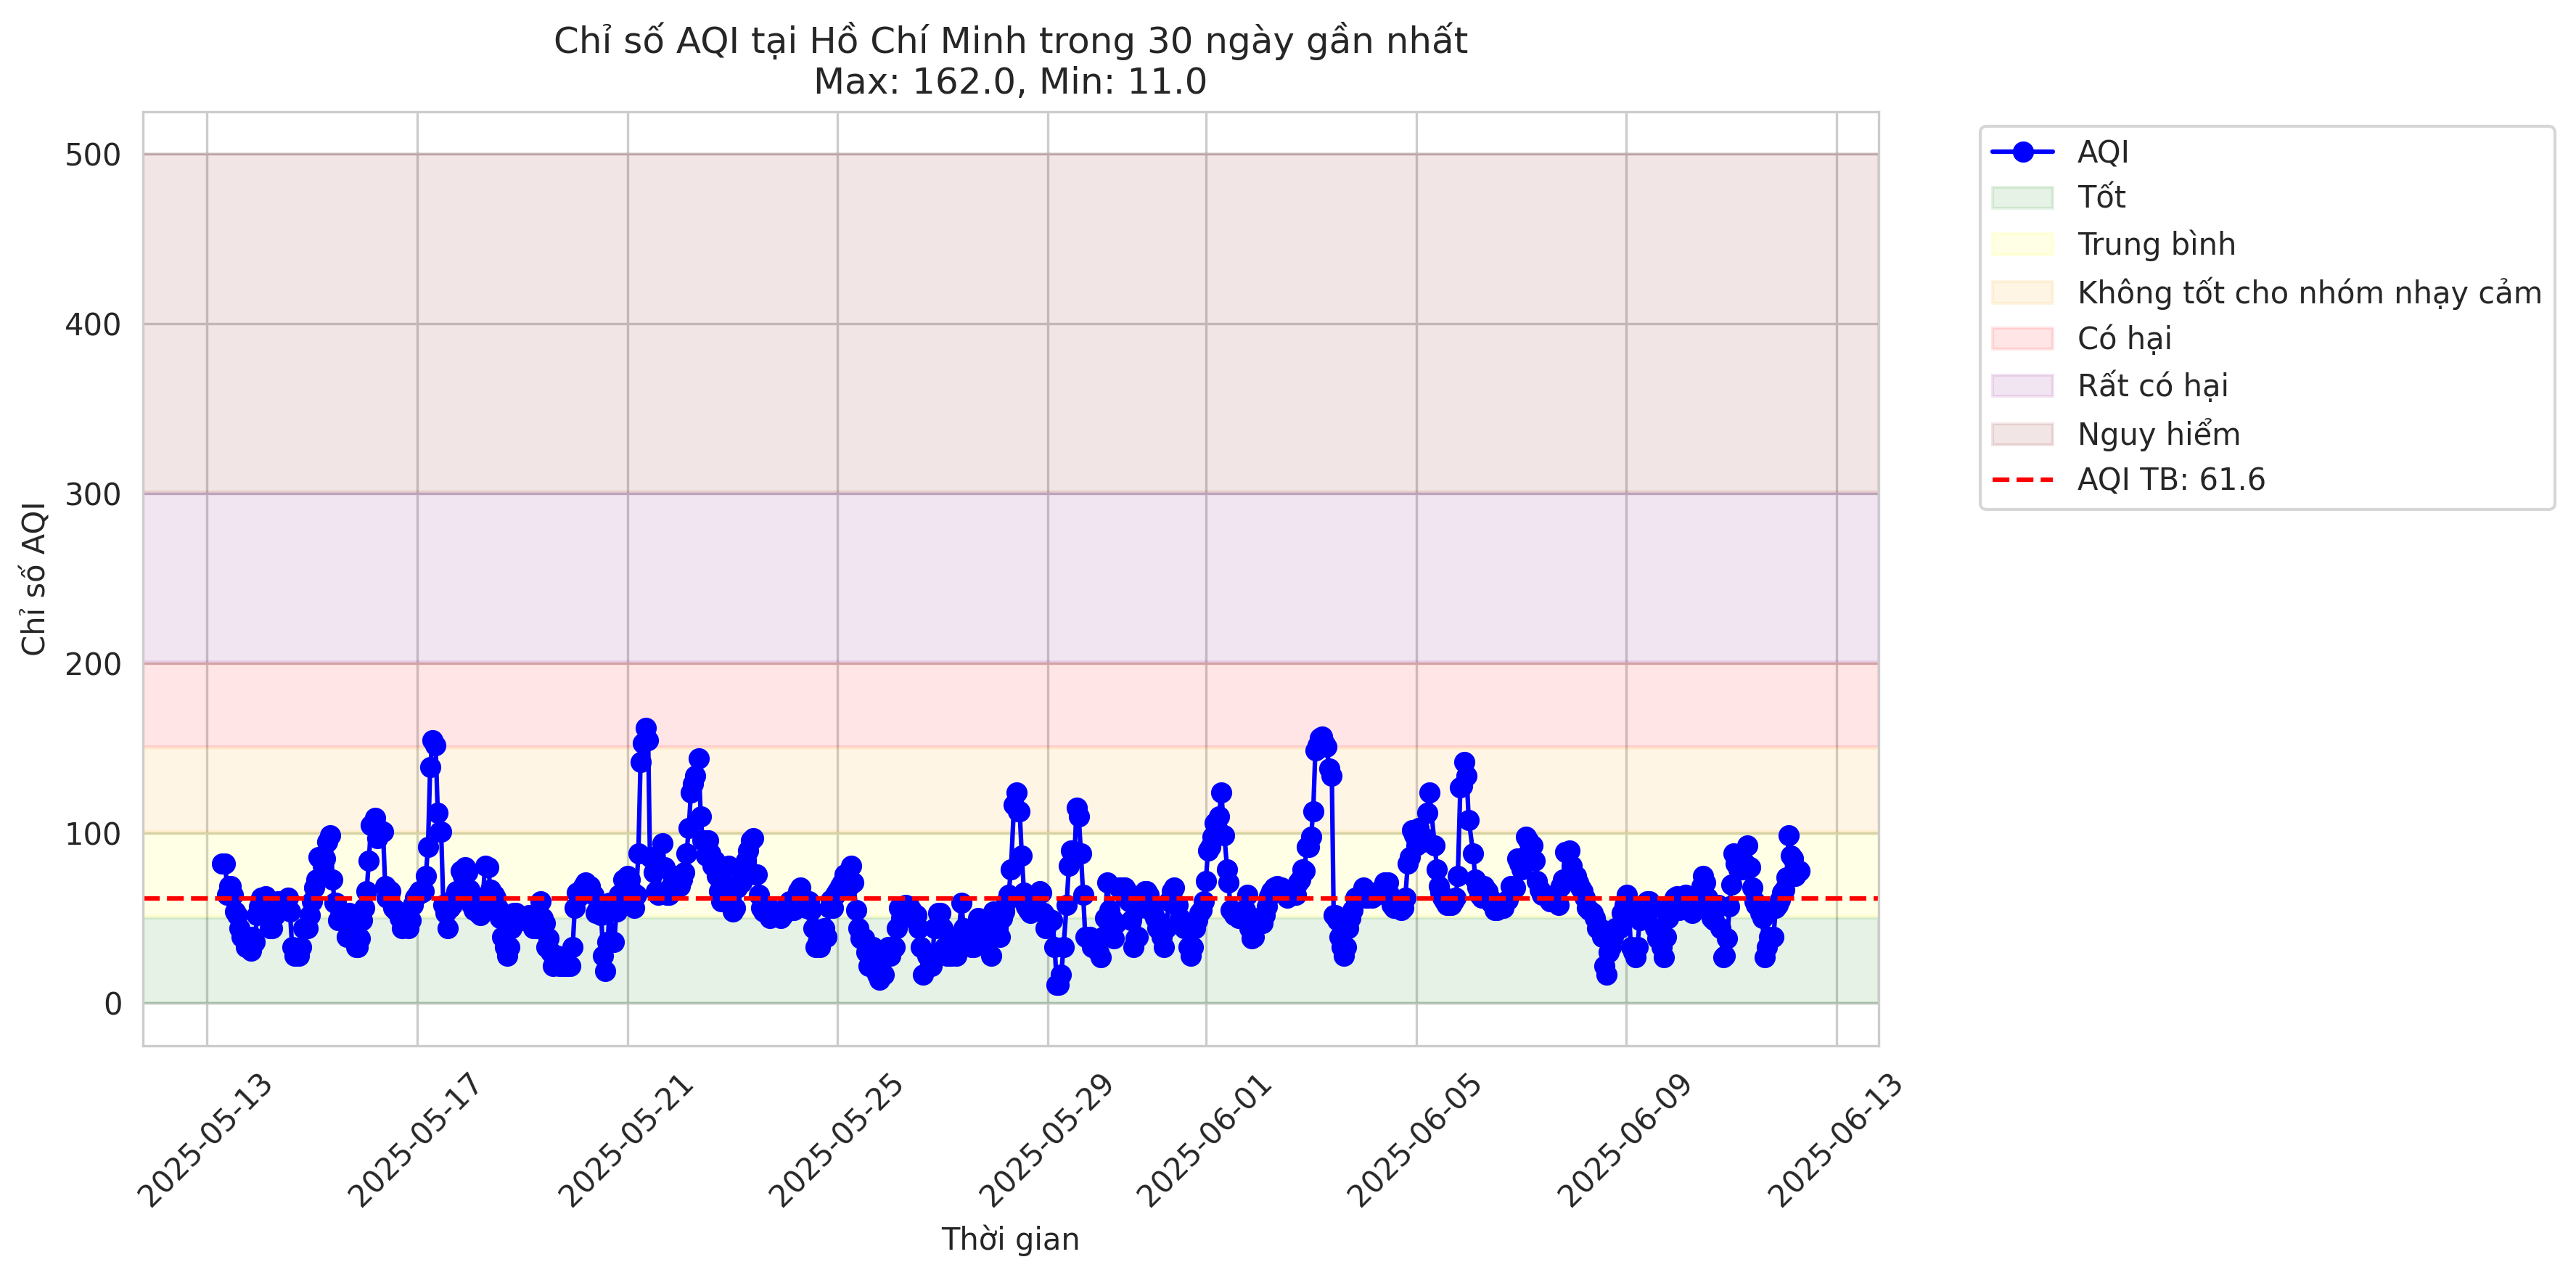 Chỉ số AQI tại Hồ Chí Minh trong 30 ngày gần nhất
Max: 162.0, Min: 11.0
Chỉ số AQI
500
400
300
200
100
0
2025-05-13
2025-05-17
2025-05-21
2025-05-25
2025-05-29
2025-06-01
2025-06-05
2025-06-09
2025-06-13
Thời gian
AQI
Tốt
Trung bình
Không tốt cho nhóm nhạy cảm
Có hại
Rất có hại
Nguy hiểm
AQI TB: 61.6